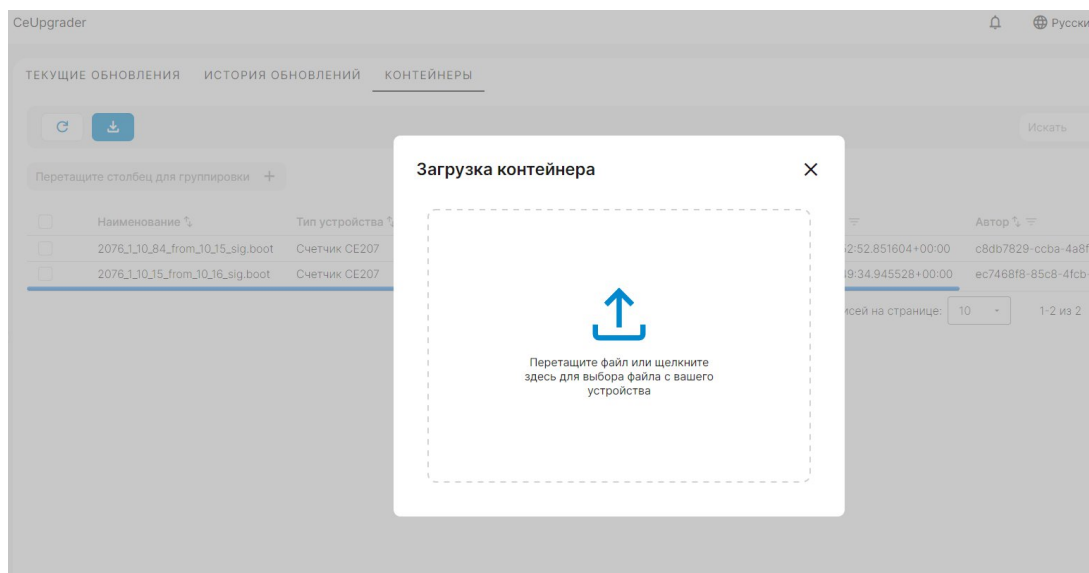 CeUpgrader
ТЕКУЩИЕ ОБНОВЛЕНИЯ ИСТОРИЯ ОБНОВЛЕНИЙ КОНТЕЙНЕРЫ
Искать
Загрузка контейнера
Перетащите столбец для группировки
Наименование Тип устройства Автор
2076_1_10_84_from_10_15_sig.boot Счетчик CE207 2:52.851604+00:00 c8db7829-ccba-4a8f
2076_1_10_15_from_10_16_sig.boot Счетчик CE207 9:34.945528+00:00 ec7468f8-85c8-4fcb-
на странице: 10 1-2 из 2
Перетащите файл или щелкните
здесь для выбора файла с вашего
устройства